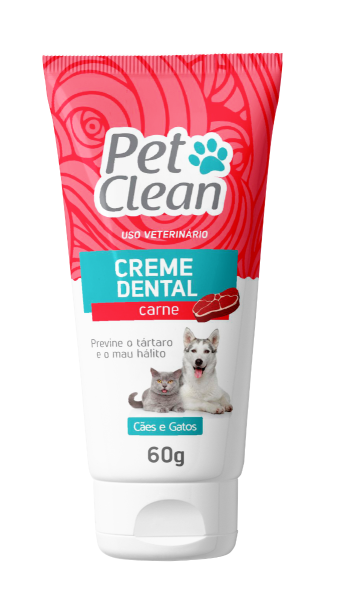 Pet
Clean
USO VETERINÁRIO
CREME
DENTAL
carne
Previne o tártaro
e o mau hálito
Cães e Gatos
60g